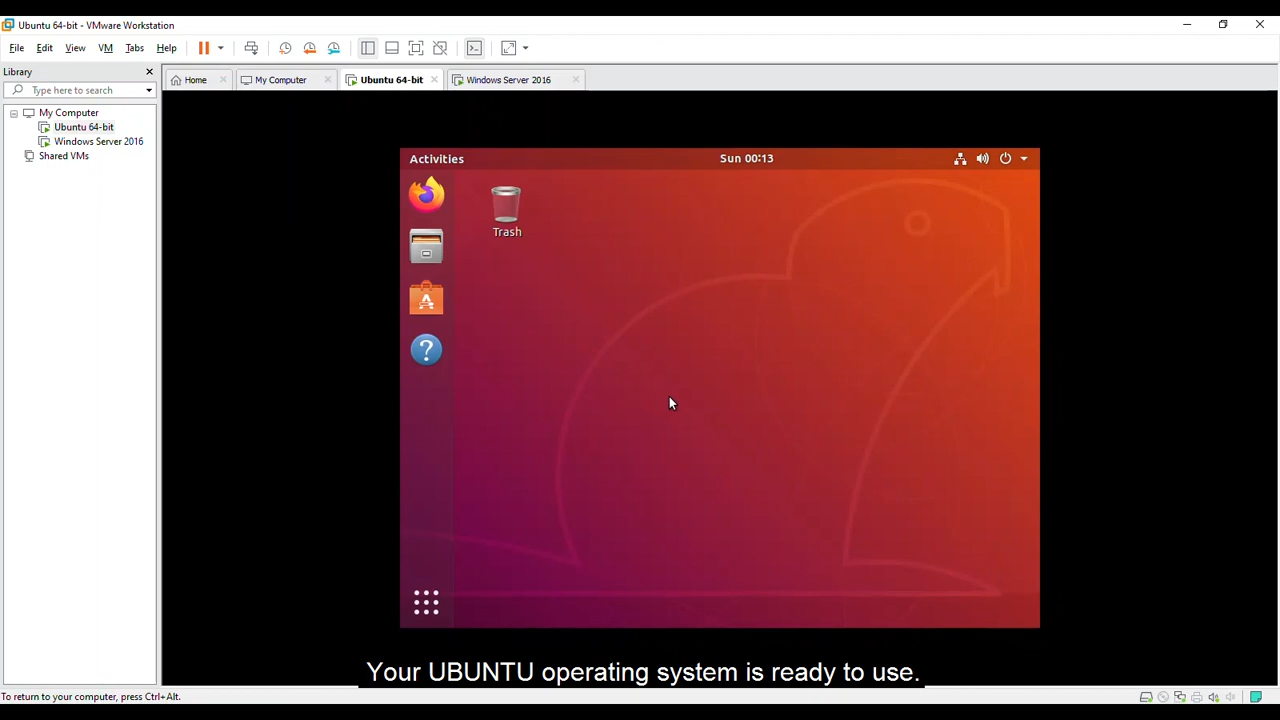 Ubuntu 64-bit - VMware Workstation
File Edit View VM Tabs Help
Library
Type here to search
My Computer
Ubuntu 64-bit
Windows Server 2016
Shared VMs
Home
My Computer
Ubuntu 64-bit
Windows Server 2016
Activities
Sun 00:13
Trash
Your UBUNTU operating system is ready to use.
To return to your computer, press Ctrl+Alt.